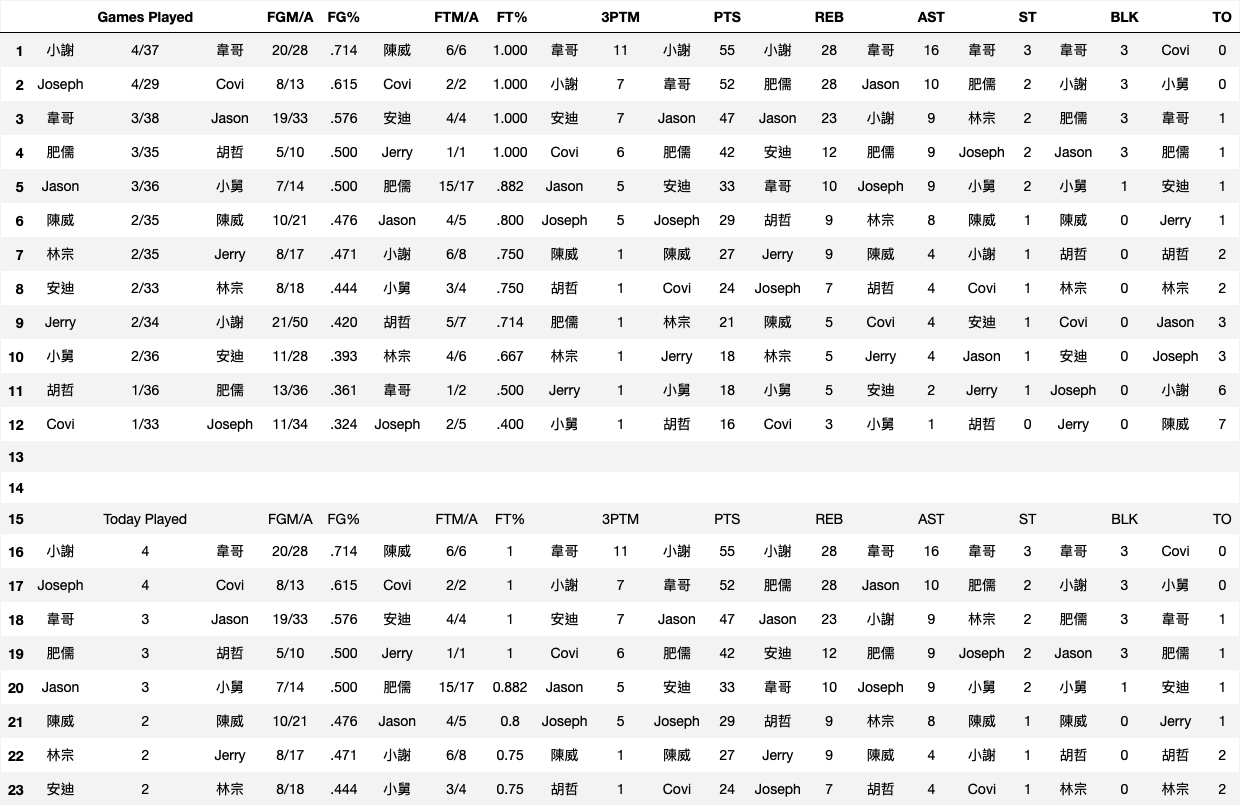 Games Played FGM/A FG% FTM/A FT% 3PTM PTS REB AST ST BLK TO
1 小謝 4/37 韋哥 20/28 .714 陳威 6/6 1.000 韋哥 11 小謝 55 小謝 28 韋哥 16 韋哥 3 韋哥 3 Covi 0
2 Joseph 4/29 Covi 8/13 .615 Covi 2/2 1.000 小謝 7 韋哥 52 肥儒 28 Jason 10 肥儒 2 小謝 3 小舅 0
3 韋哥 3/38 Jason 19/33 .576 安迪 4/4 1.000 安迪 7 Jason 47 Jason 23 小謝 9 林宗 2 肥儒 3 韋哥 1
4 肥儒 3/35 胡哲 5/10 .500 Jerry 1/1 1.000 Covi 6 肥儒 42 安迪 12 肥儒 9 Joseph 2 Jason 3 肥儒 1
5 Jason 3/36 小舅 7/14 .500 肥儒 15/17 .882 Jason 5 安迪 33 韋哥 10 Joseph 9 小舅 2 小舅 1 安迪 1
6 陳威 2/35 陳威 10/21 .476 Jason 4/5 .800 Joseph 5 Joseph 29 胡哲 9 林宗 8 陳威 1 陳威 0 Jerry 1
7 林宗 2/35 Jerry 8/17 .471 小謝 6/8 .750 陳威 1 陳威 27 Jerry 9 陳威 4 小謝 1 胡哲 0 胡哲 2
8 安迪 2/33 林宗 8/18 .444 小舅 3/4 .750 胡哲 1 Covi 24 Joseph 7 胡哲 4 Covi 1 林宗 0 林宗 2
9 Jerry 2/34 小謝 21/50 .420 胡哲 5/7 .714 肥儒 1 林宗 21 陳威 5 Covi 4 安迪 1 Covi 0 Jason 3
10 小舅 2/36 安迪 11/28 .393 林宗 4/6 .667 林宗 1 Jerry 18 林宗 5 Jerry 4 Jason 1 安迪 0 Joseph 3
11 胡哲 1/36 肥儒 13/36 .361 韋哥 1/2 .500 Jerry 1 小舅 18 小舅 5 安迪 2 Jerry 1 Joseph 0 小謝 6
12 Covi 1/33 Joseph 11/34 .324 Joseph 2/5 .400 小舅 1 胡哲 16 Covi 3 小舅 1 胡哲 0 Jerry 0 陳威 7
13
14
15 Today Played FGM/A FG% FTM/A FT% 3PTM PTS REB AST ST BLK TO
16 小謝 4 韋哥 20/28 .714 陳威 6/6 1 韋哥 11 小謝 55 小謝 28 韋哥 16 韋哥 3 韋哥 3 Covi 0
17 Joseph 4 Covi 8/13 .615 Covi 2/2 1 小謝 7 韋哥 52 肥儒 28 Jason 10 肥儒 2 小謝 3 小舅 0
18 韋哥 3 Jason 19/33 .576 安迪 4/4 1 安迪 7 Jason 47 Jason 23 小謝 9 林宗 2 肥儒 3 韋哥 1
19 肥儒 3 胡哲 5/10 .500 Jerry 1/1 1 Covi 6 肥儒 42 安迪 12 肥儒 9 Joseph 2 Jason 3 肥儒 1
20 Jason 3 小舅 7/14 .500 肥儒 15/17 0.882 Jason 5 安迪 33 韋哥 10 Joseph 9 小舅 2 小舅 1 安迪 1
21 陳威 2 陳威 10/21 .476 Jason 4/5 0.8 Joseph 5 Joseph 29 胡哲 9 林宗 8 陳威 1 陳威 0 Jerry 1
22 林宗 2 Jerry 8/17 .471 小謝 6/8 0.75 陳威 1 陳威 27 Jerry 9 陳威 4 小謝 1 胡哲 0 胡哲 2
23 安迪 2 林宗 8/18 .444 小舅 3/4 0.75 胡哲 1 Covi 24 Joseph 7 胡哲 4 Covi 1 林宗 0 林宗 2